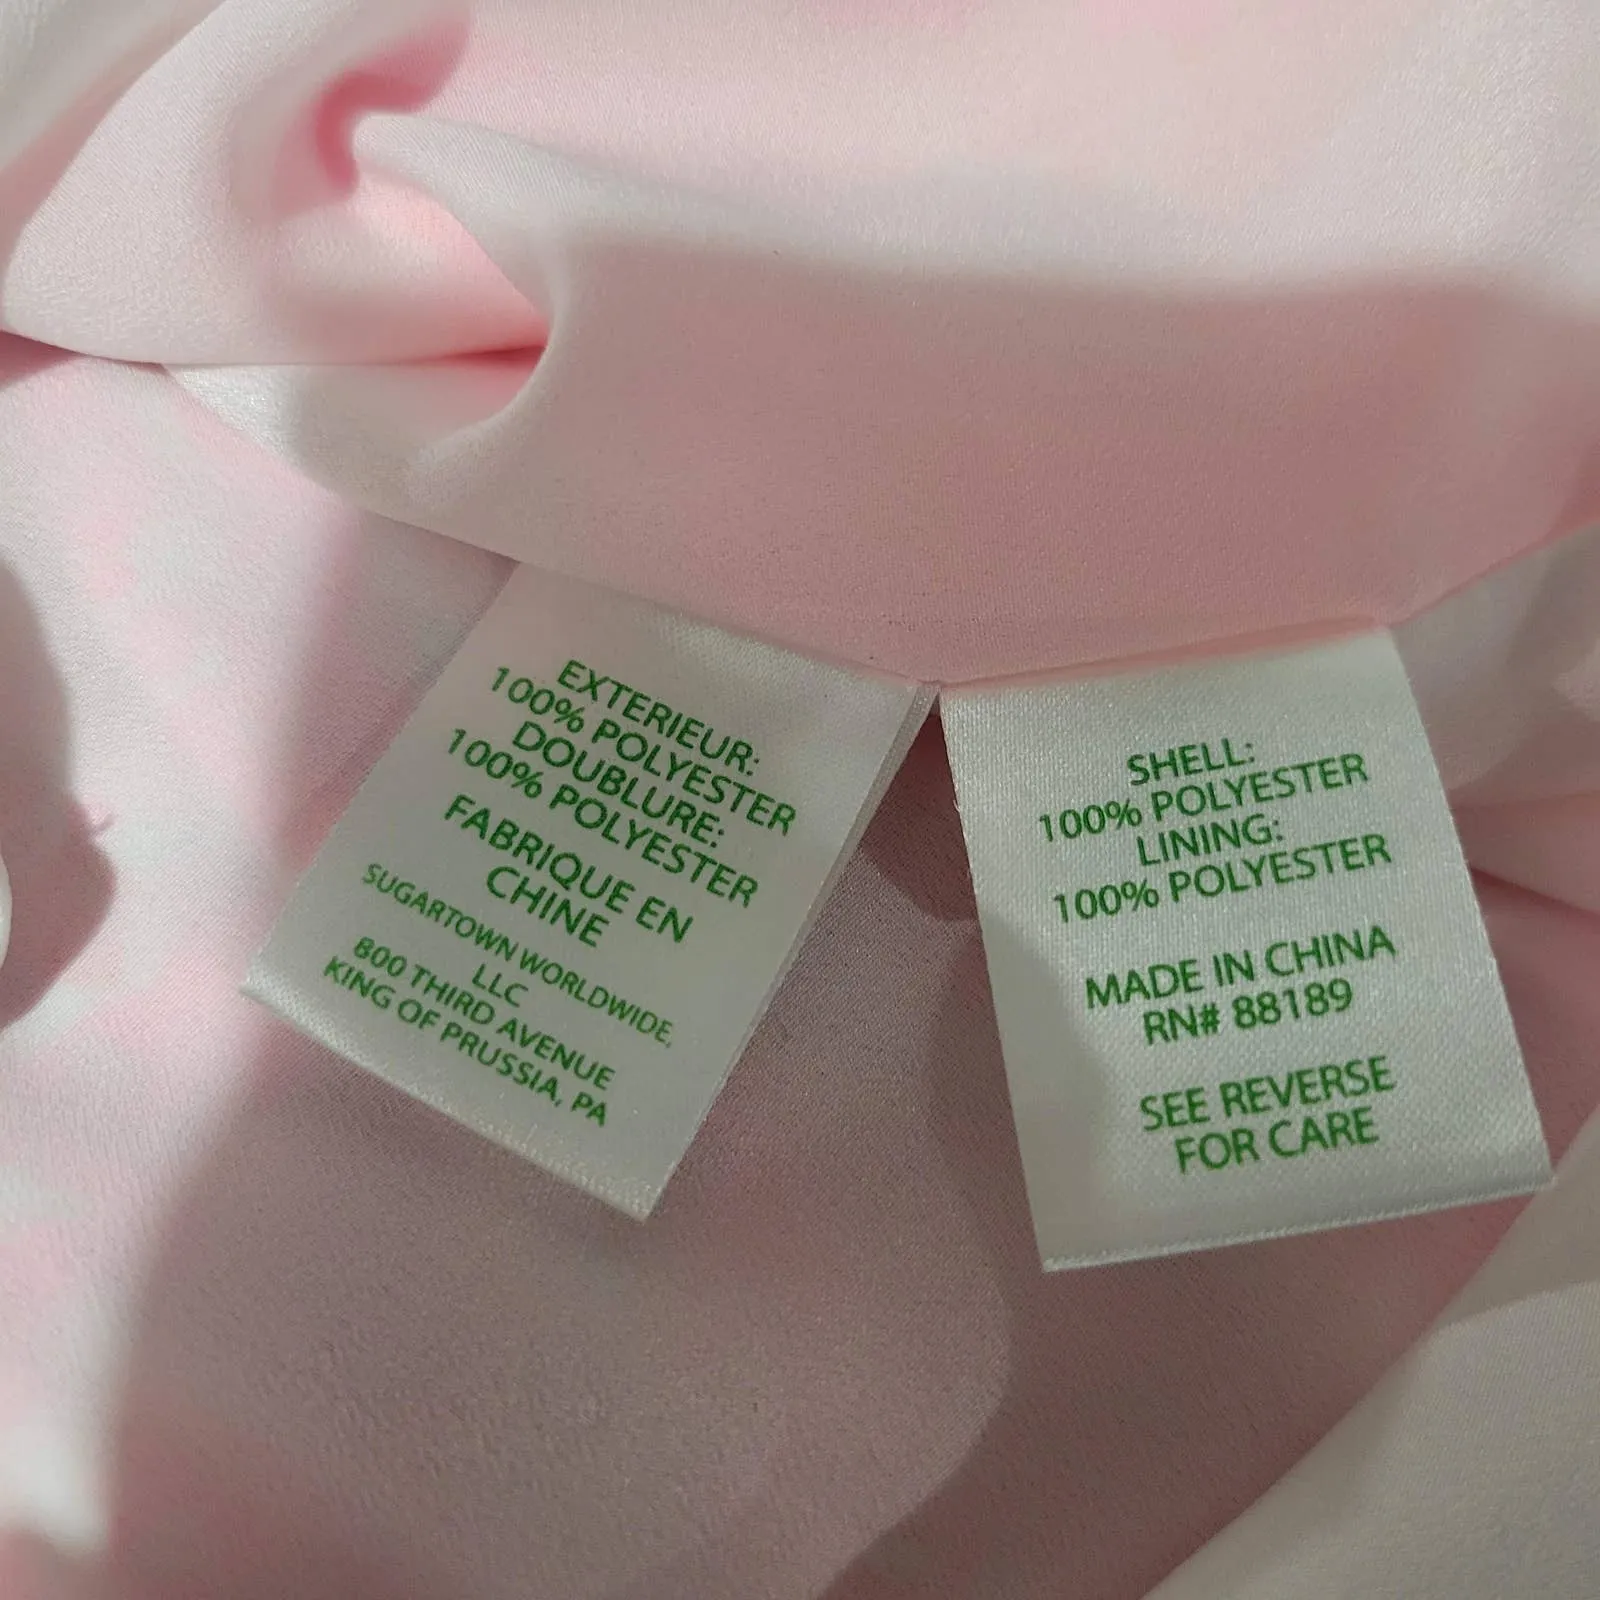 EXTERIEUR:
100% POLYESTER
DOUBLURE:
100% POLYESTER
FABRIQUE EN
CHINE
SUGARTOWN WORLDWIDE,
LLC
800 THIRD AVENUE
KING OF PRUSSIA, PA
SHELL:
100% POLYESTER
LINING:
100% POLYESTER
MADE IN CHINA
RN# 88189
SEE REVERSE
FOR CARE